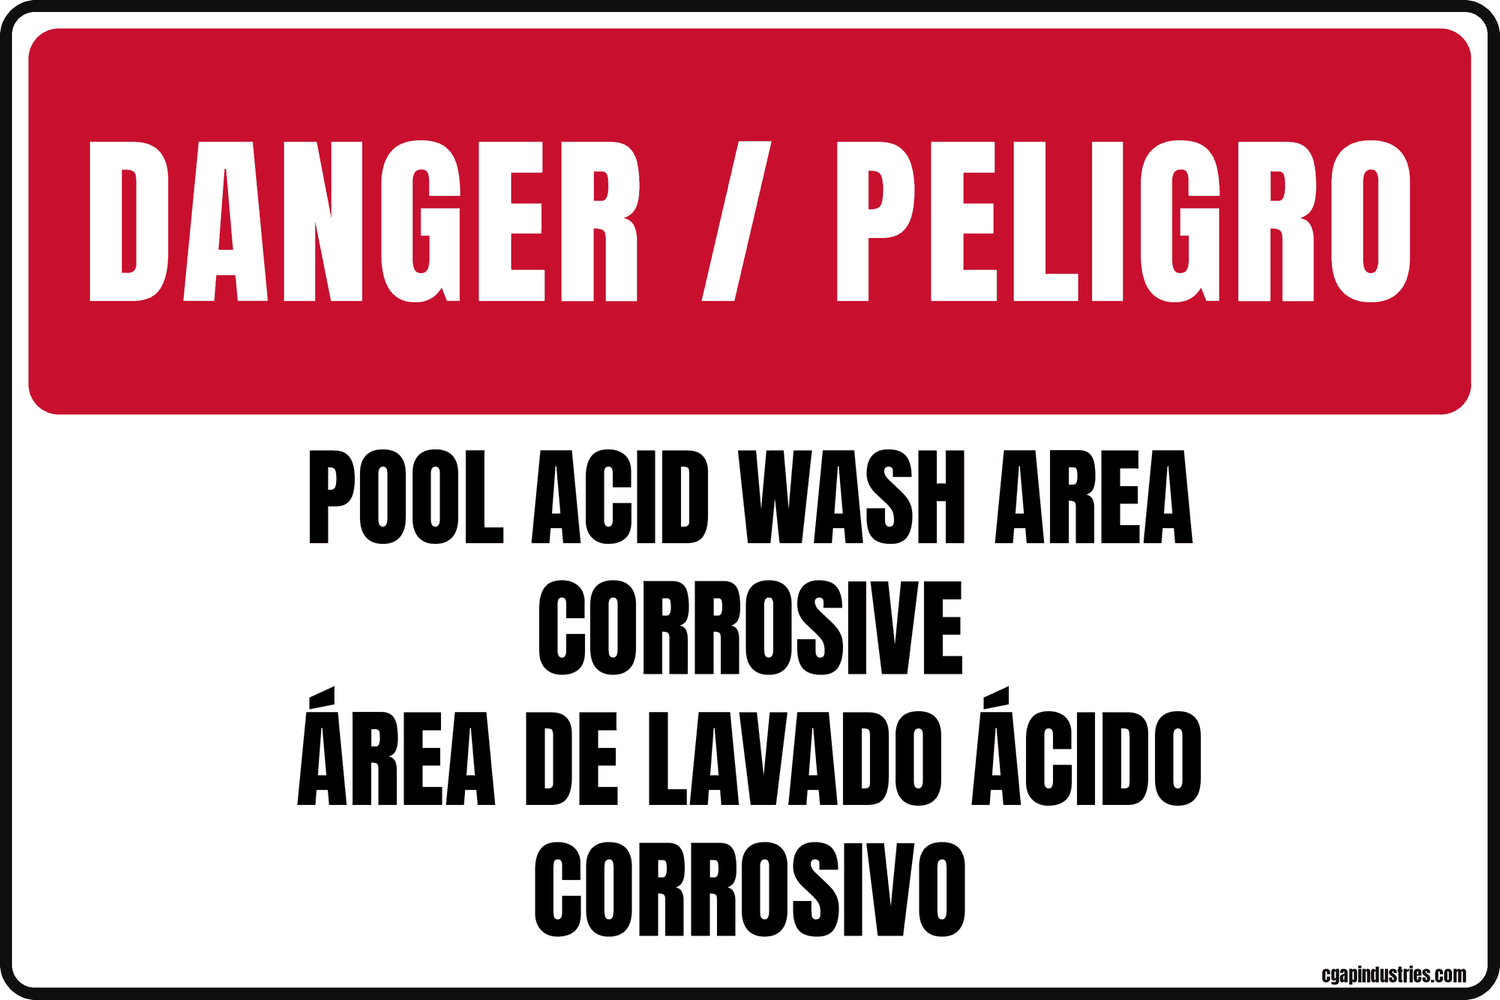 DANGER / PELIGRO
POOL ACID WASH AREA
CORROSIVE
ÁREA DE LAVADO ÁCIDO
CORROSIVO
cgapindustries.com